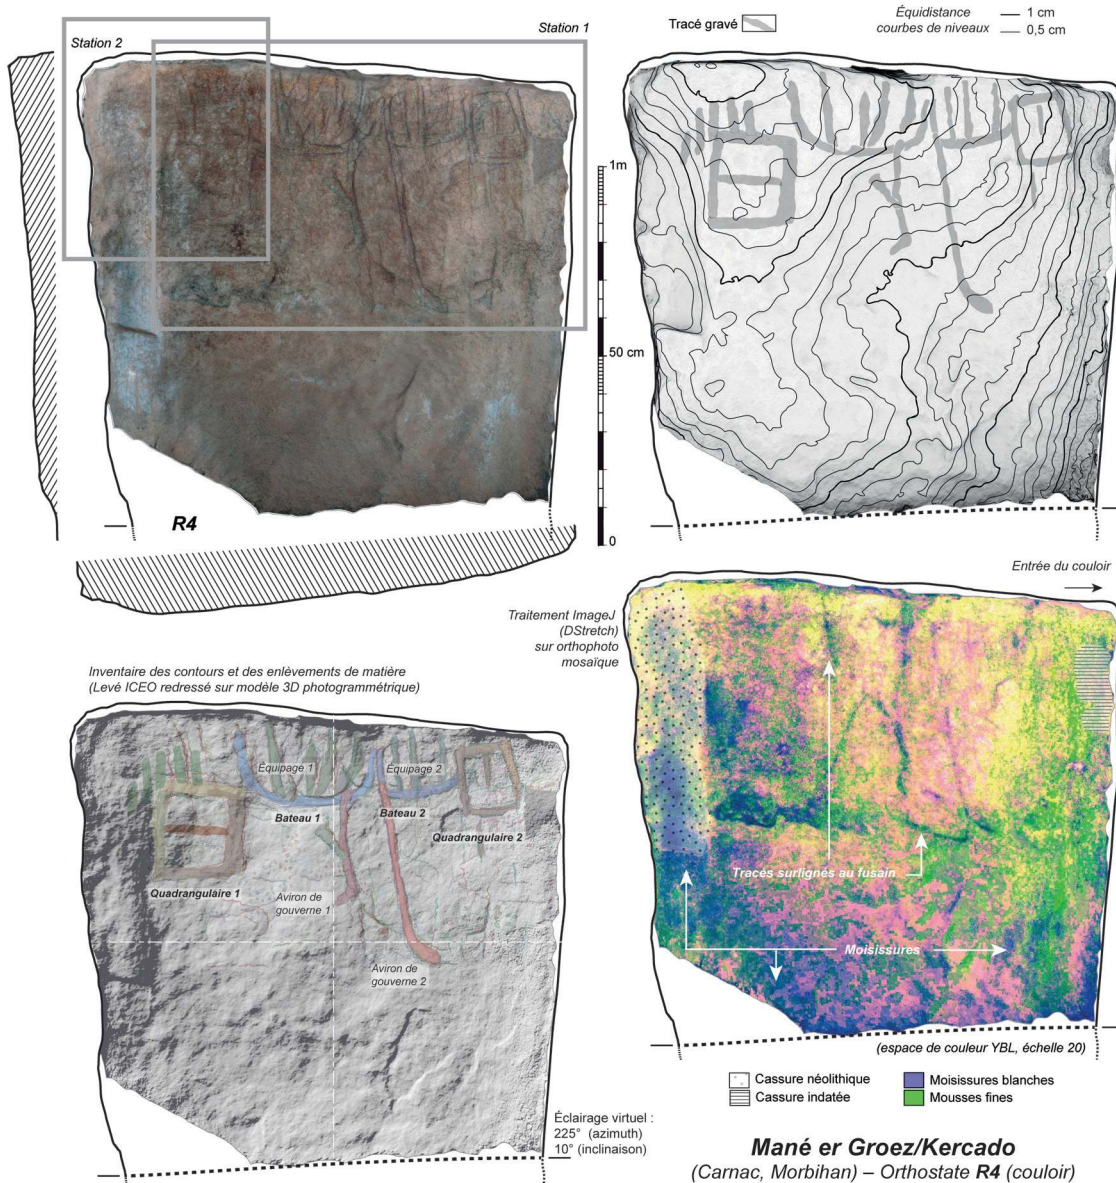 Station 2
Station 1
Tracé gravé
Équidistance
courbes de niveaux
1 cm
0,5 cm
1m
50 cm
0
R4
Entrée du couloir
Traitement ImageJ
(DStretch)
sur orthophoto
mosaïque
Inventaire des contours et des enlèvements de matière
(Levé ICEO redressé sur modèle 3D photogrammétrique)
Équipage 1
Équipage 2
Bateau 1
Bateau 2
Quadrangulaire 2
Quadrangulaire 1
Aviron de
gouverne 1
Aviron de
gouverne 2
Tracés surlignés au fusain
Moisissures
(espace de couleur YBL, échelle 20)
Cassure néolithique
Cassure indatée
Moisissures blanches
Mousses fines
Éclairage virtuel :
225° (azimuth)
10° (inclinaison)
Mané er Groez/Kercado
(Carnac, Morbihan) – Orthostate R4 (couloir)